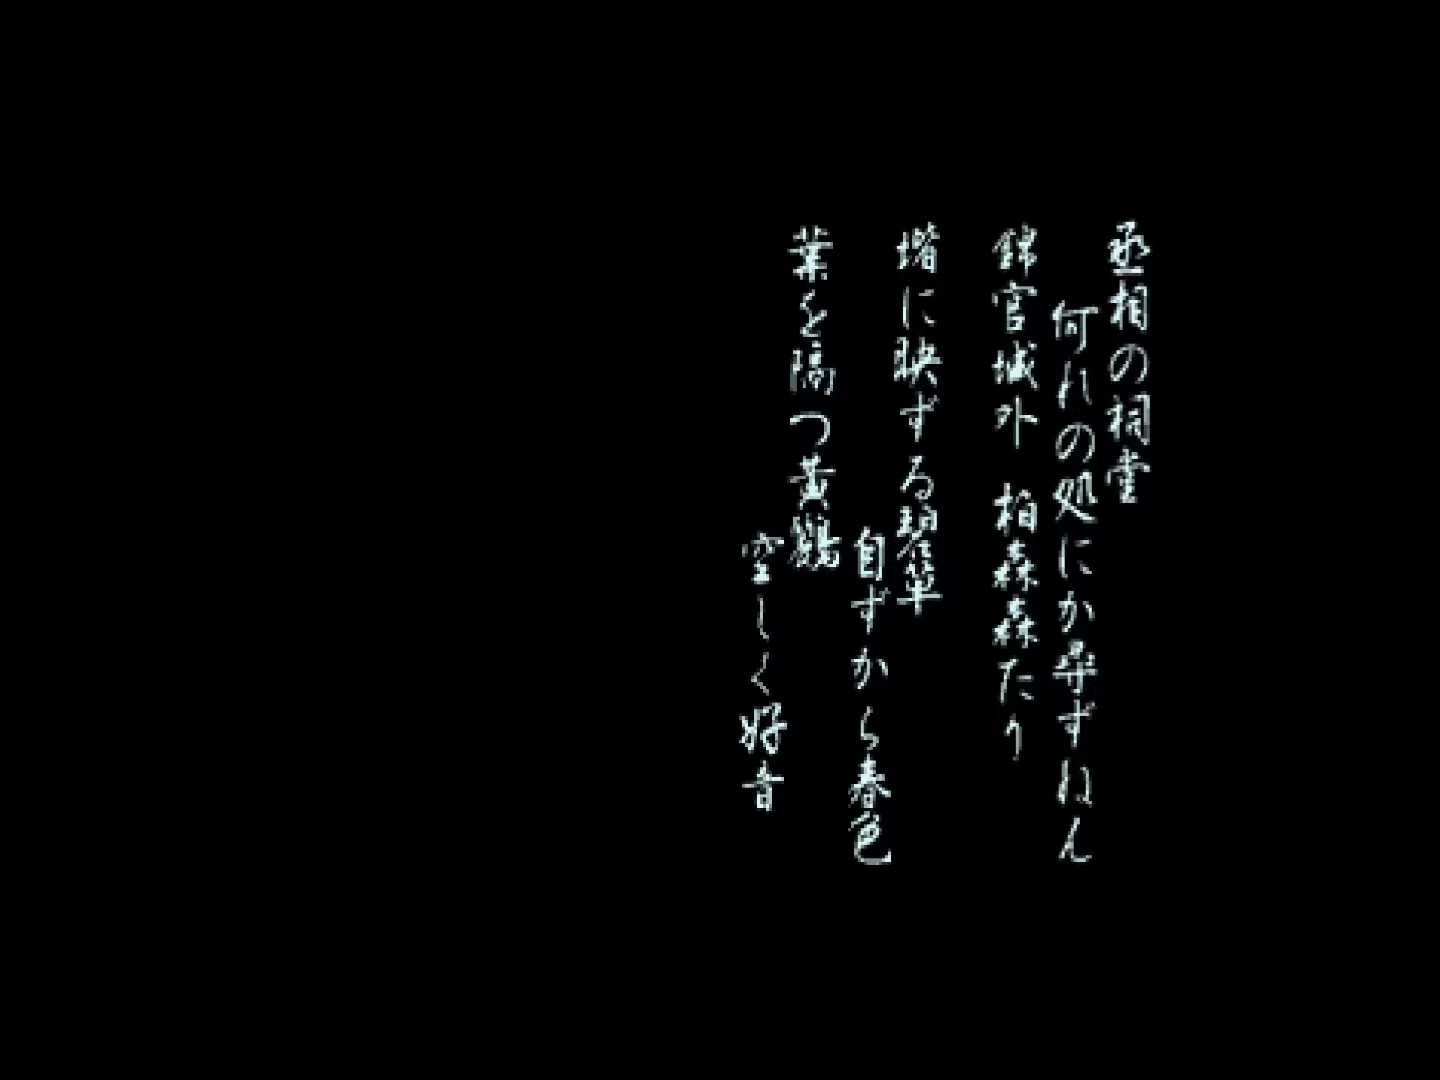 丞相の祠堂
何れの処にか尋ずねん
錦官城外 柏森森たり
堦に映ずる碧草
自ずから春色
葉を隔つ黄鸝
空しく好音